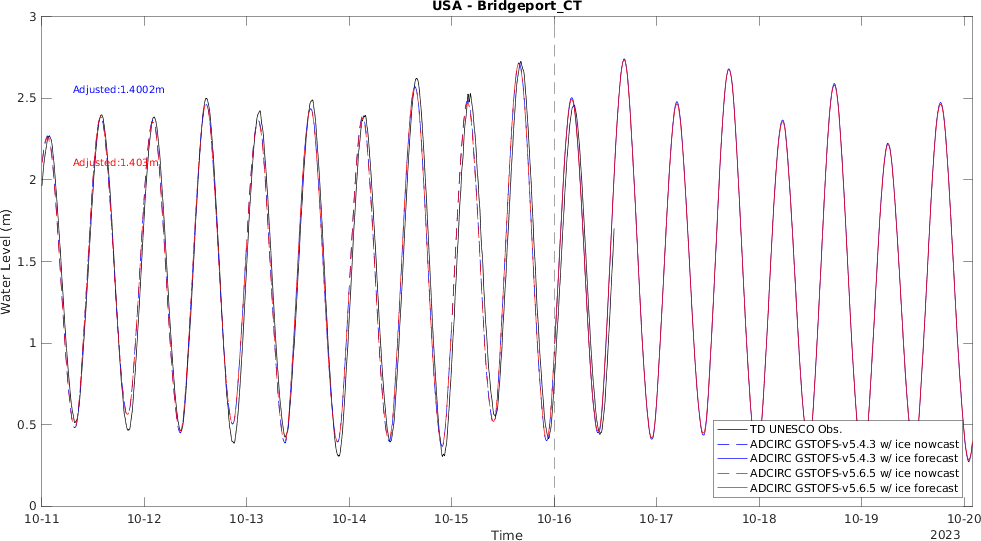 USA - Bridgeport_CT
3
2.5
2
1.5
1
0.5
0
Water Level (m)
Adjusted:1.4002m
Adjusted:1.403m
TD UNESCO Obs.
ADCIRC GSTOFS-v5.4.3 w/ ice nowcast
ADCIRC GSTOFS-v5.4.3 w/ ice forecast
ADCIRC GSTOFS-v5.6.5 w/ ice nowcast
ADCIRC GSTOFS-v5.6.5 w/ ice forecast
10-11 10-12 10-13 10-14 10-15 10-16 10-17 10-18 10-19 10-20
Time
2023